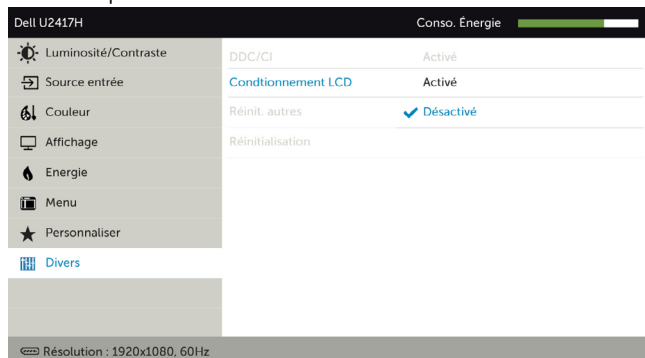 Dell U2417H Conso. Énergie
Luminosité/Contraste DDC/CI Activé
Source entrée Condtionnement LCD Activé
Couleur Réinit. autres Désactivé
Affichage Réinitialisation
Energie
Menu
Personnaliser
Divers
Résolution : 1920x1080, 60Hz